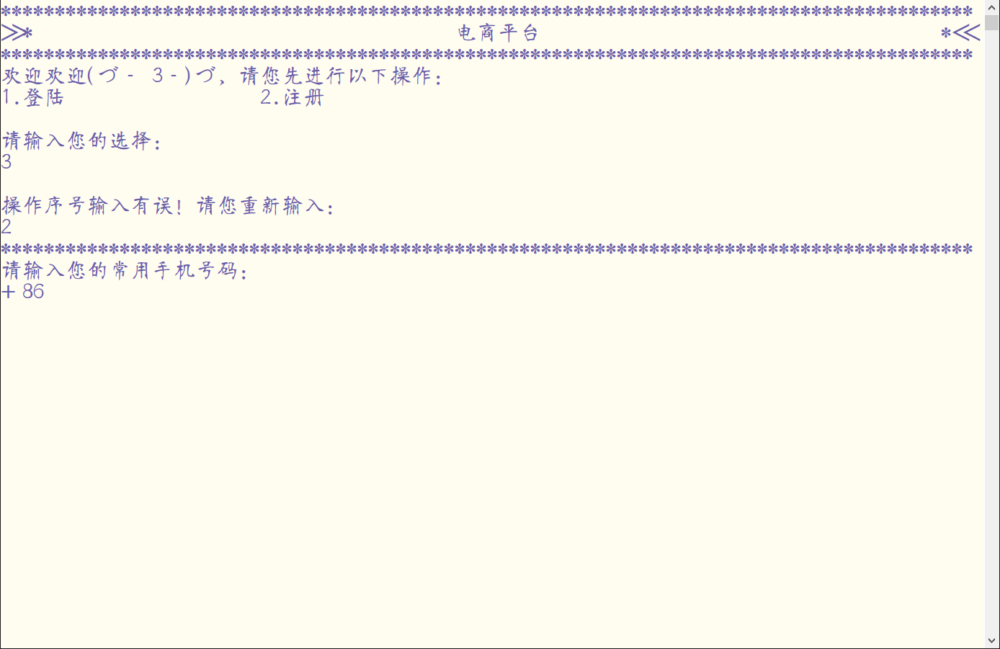 ******************************************************************************************
>>*                                       电商平台                                     *<<
******************************************************************************************
欢迎欢迎(づ- 3-)づ，请您先进行以下操作：
1.登陆                  2.注册
请输入您的选择：
3
操作序号输入有误！请您重新输入：
2
******************************************************************************************
请输入您的常用手机号码：
+ 86